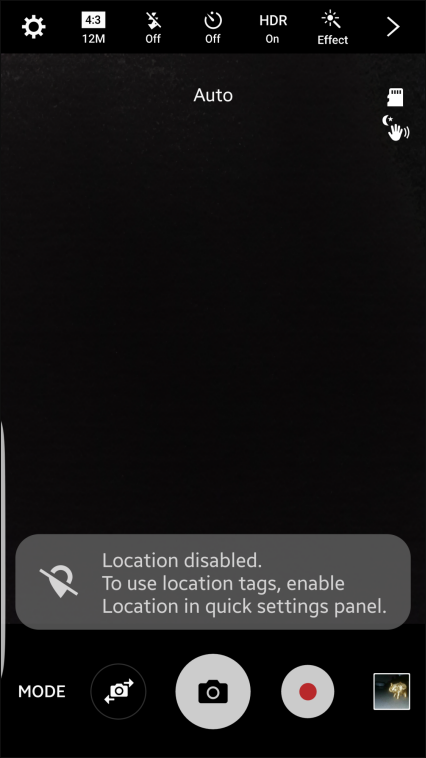 4:3
12M
Off
Off
HDR
On
Effect
Auto
Location disabled.
To use location tags, enable
Location in quick settings panel.
MODE